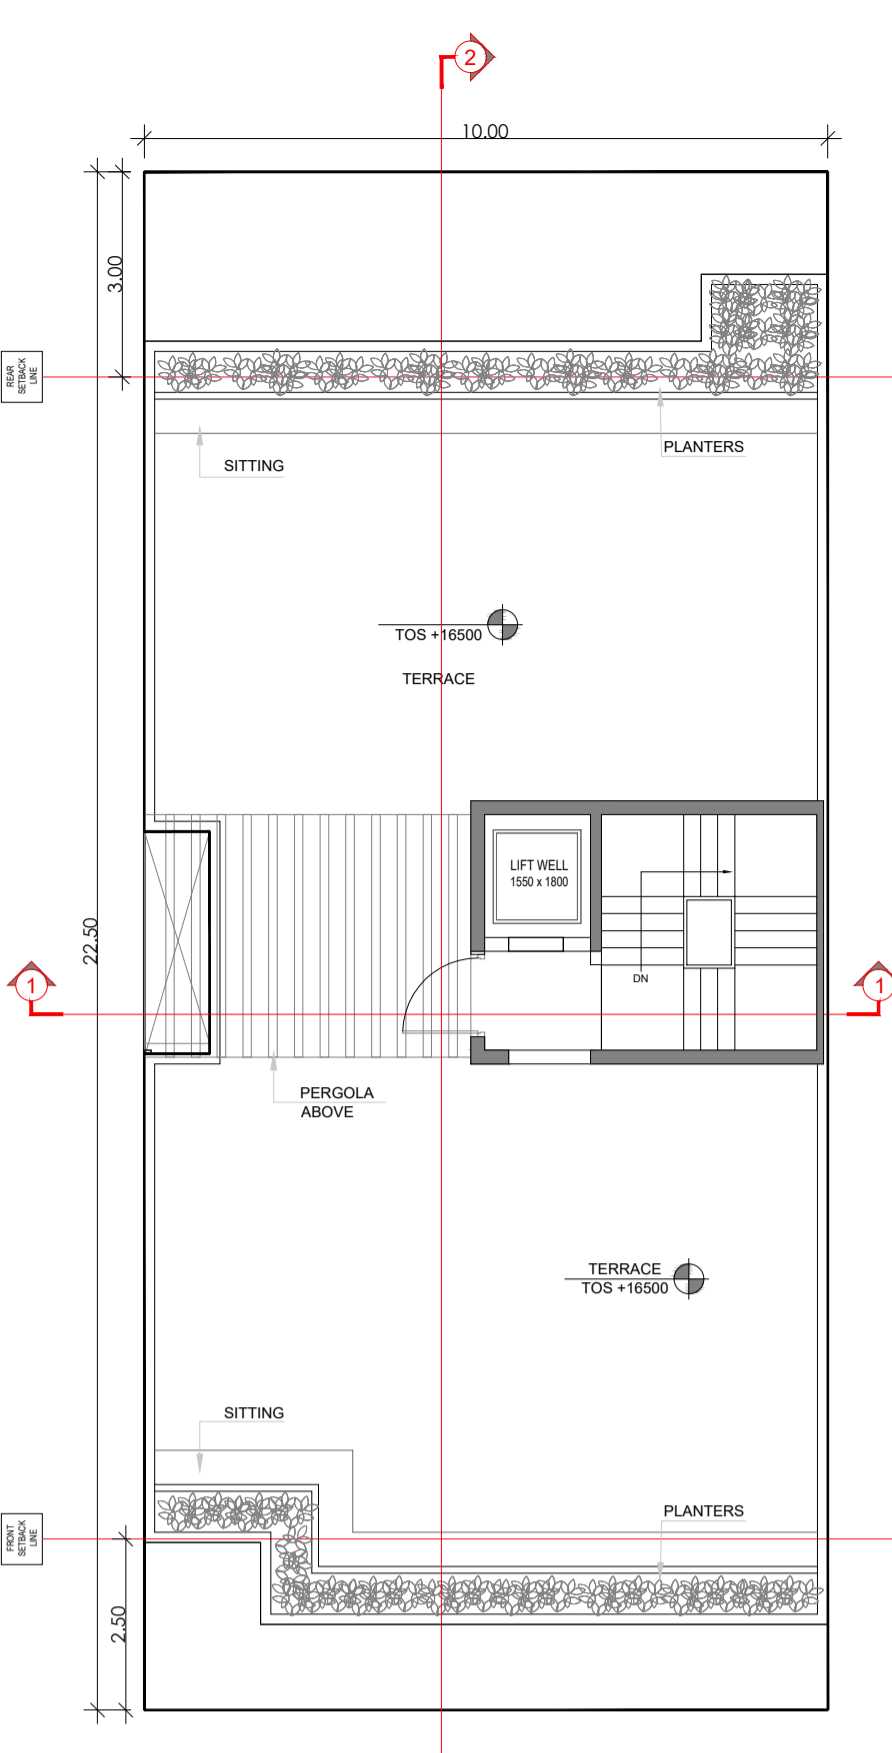 2
10.00
3.00
REAR
SETBACK
LINE
PLANTERS
SITTING
TOS +16500
TERRACE
LIFT WELL
1550 x 1800
22.50
DN
1
1
PERGOLA
ABOVE
TERRACE
TOS +16500
SITTING
PLANTERS
FRONT
SETBACK
LINE
2.50